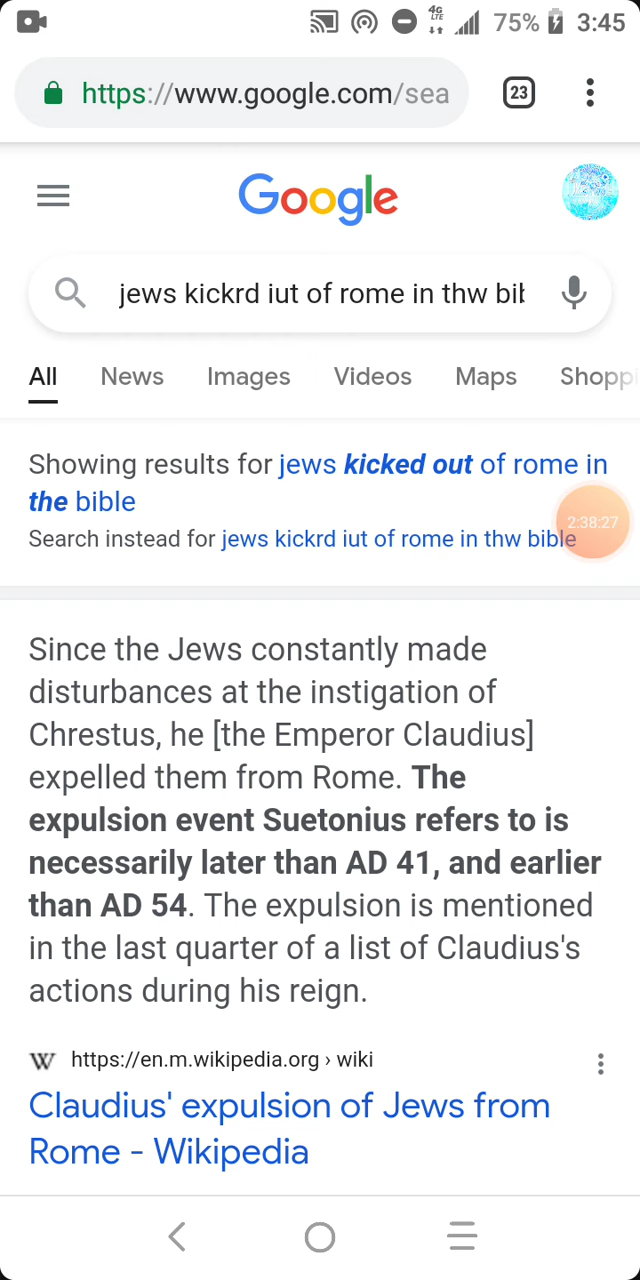 4G
LTE
75%
3:45
https://www.google.com/sea
23
Google
jews kickrd iut of rome in thw bib
All News Images Videos Maps Shoppi
Showing results for jews kicked out of rome in
the bible
Search instead for jews kickrd iut of rome in thw bible
2:38:27
Since the Jews constantly made
disturbances at the instigation of
Chrestus, he [the Emperor Claudius]
expelled them from Rome. The
expulsion event Suetonius refers to is
necessarily later than AD 41, and earlier
than AD 54. The expulsion is mentioned
in the last quarter of a list of Claudius's
actions during his reign.
W https://en.m.wikipedia.org › wiki
Claudius' expulsion of Jews from
Rome - Wikipedia